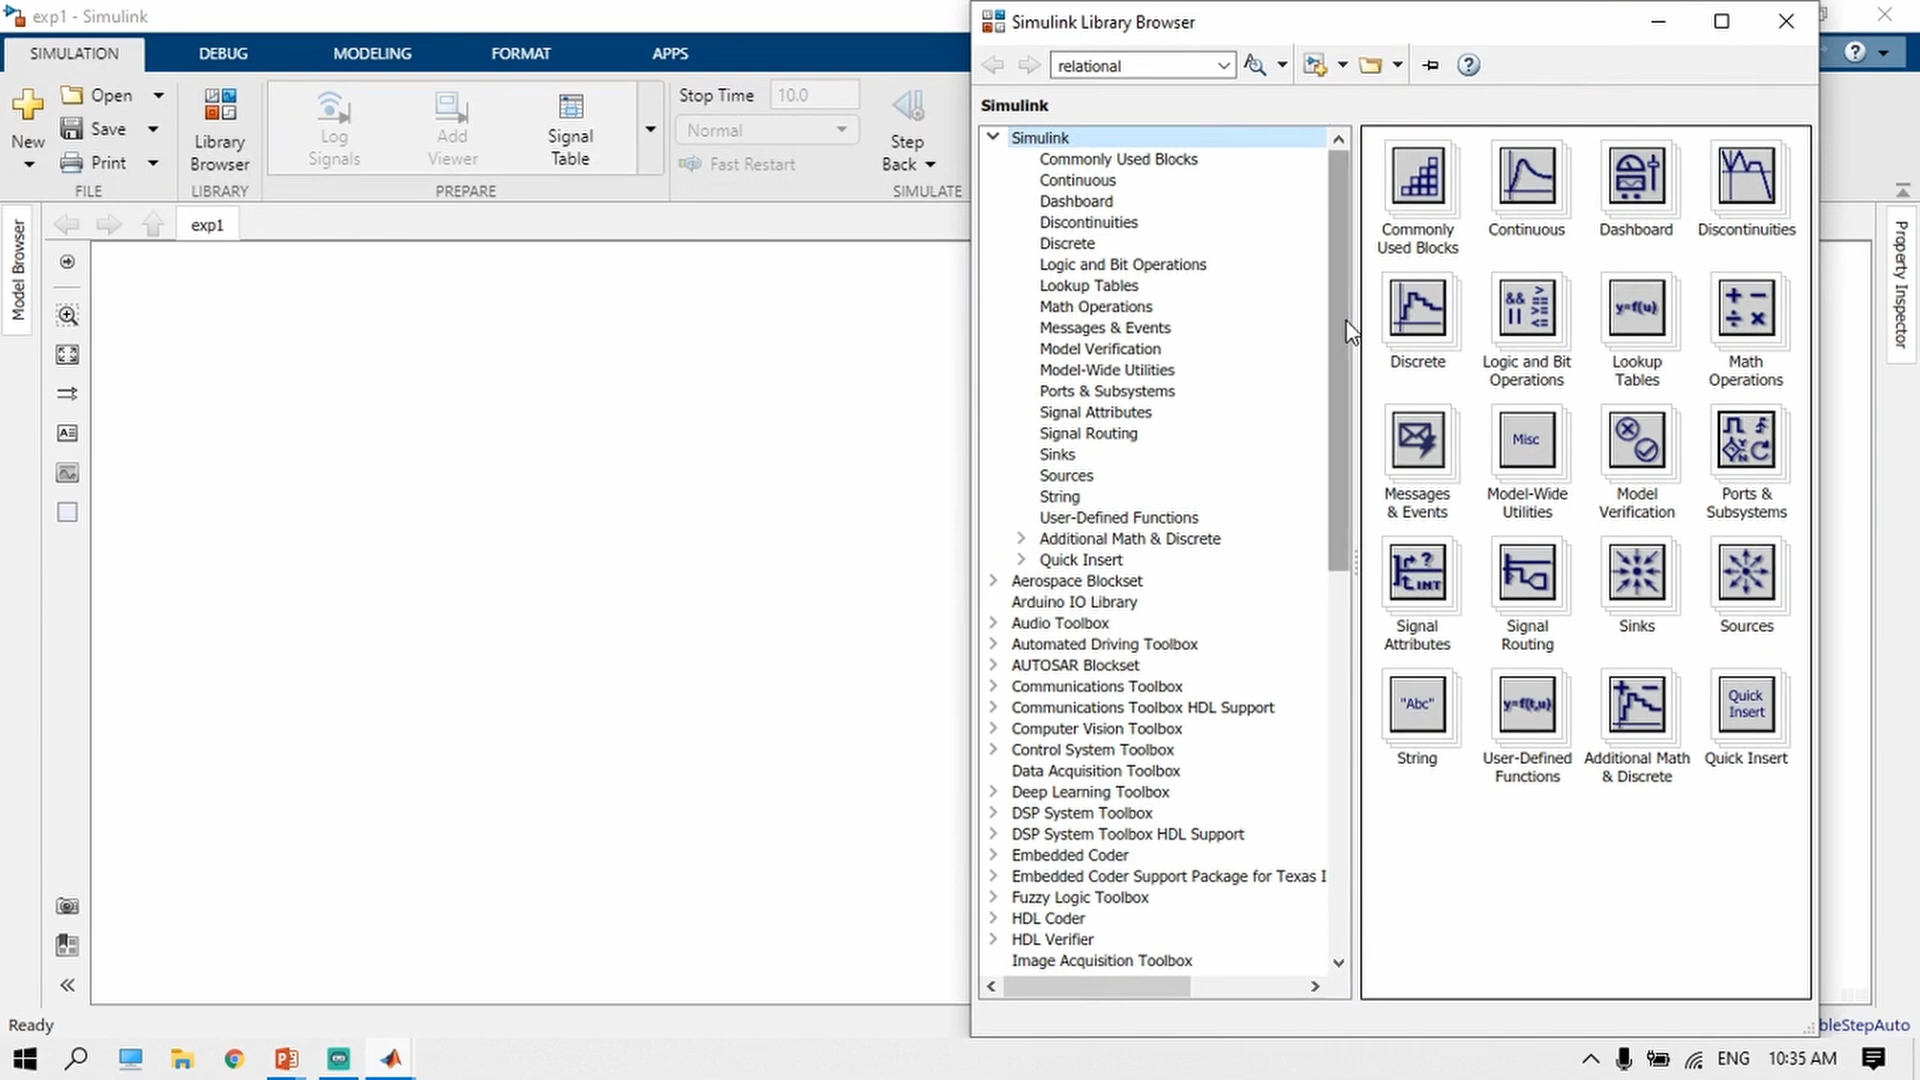 exp1 - Simulink
SIMULATION
DEBUG
MODELING
FORMAT
APPS
New
Open
Save
Print
FILE
Library
Browser
LIBRARY
Log
Signals
Add
Viewer
Signal
Table
PREPARE
Stop Time
10.0
Normal
Fast Restart
Step
Back
SIMULATE
exp1
Model Browser
Property Inspector
Simulink Library Browser
relational
Simulink
Simulink
Commonly Used Blocks
Continuous
Dashboard
Discontinuities
Discrete
Logic and Bit Operations
Lookup Tables
Math Operations
Messages & Events
Model Verification
Model-Wide Utilities
Ports & Subsystems
Signal Attributes
Signal Routing
Sinks
Sources
String
User-Defined Functions
Additional Math & Discrete
Quick Insert
Aerospace Blockset
Arduino IO Library
Audio Toolbox
Automated Driving Toolbox
AUTOSAR Blockset
Communications Toolbox
Communications Toolbox HDL Support
Computer Vision Toolbox
Control System Toolbox
Data Acquisition Toolbox
Deep Learning Toolbox
DSP System Toolbox
DSP System Toolbox HDL Support
Embedded Coder
Embedded Coder Support Package for Texas I
Fuzzy Logic Toolbox
HDL Coder
HDL Verifier
Image Acquisition Toolbox
Commonly
Used Blocks
Continuous
Dashboard
Discontinuities
Discrete
&& >
|| >=
==
<=
Logic and Bit
Operations
y=f(u)
Lookup
Tables
+ −
÷ ×
Math
Operations
Messages
& Events
Misc
Model-Wide
Utilities
Model
Verification
Ports &
Subsystems
? INT
Signal
Attributes
Signal
Routing
Sinks
Sources
"Abc"
String
y=f(t,u)
User-Defined
Functions
Additional Math
& Discrete
Quick
Insert
Quick Insert
Ready
bleStepAuto
ENG
10:35 AM